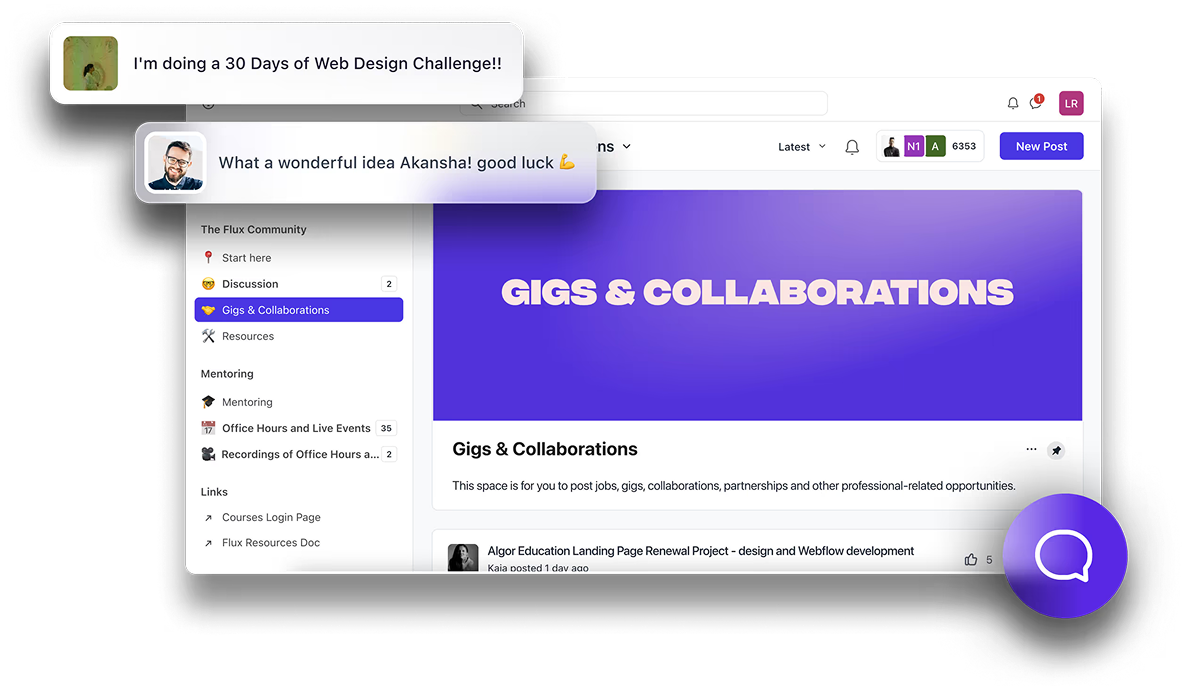 I'm doing a 30 Days of Web Design Challenge!!
Search
1
LR
What a wonderful idea Akansha! good luck 💪
ns
Latest
N1 A 6353
New Post
The Flux Community
Start here
Discussion 2
Gigs & Collaborations
Resources
Mentoring
Mentoring
17
Office Hours and Live Events 35
Recordings of Office Hours a... 2
Links
Courses Login Page
Flux Resources Doc
GIGS & COLLABORATIONS
Gigs & Collaborations
This space is for you to post jobs, gigs, collaborations, partnerships and other professional-related opportunities.
Algor Education Landing Page Renewal Project - design and Webflow development
Kaia posted 1 day ago
5